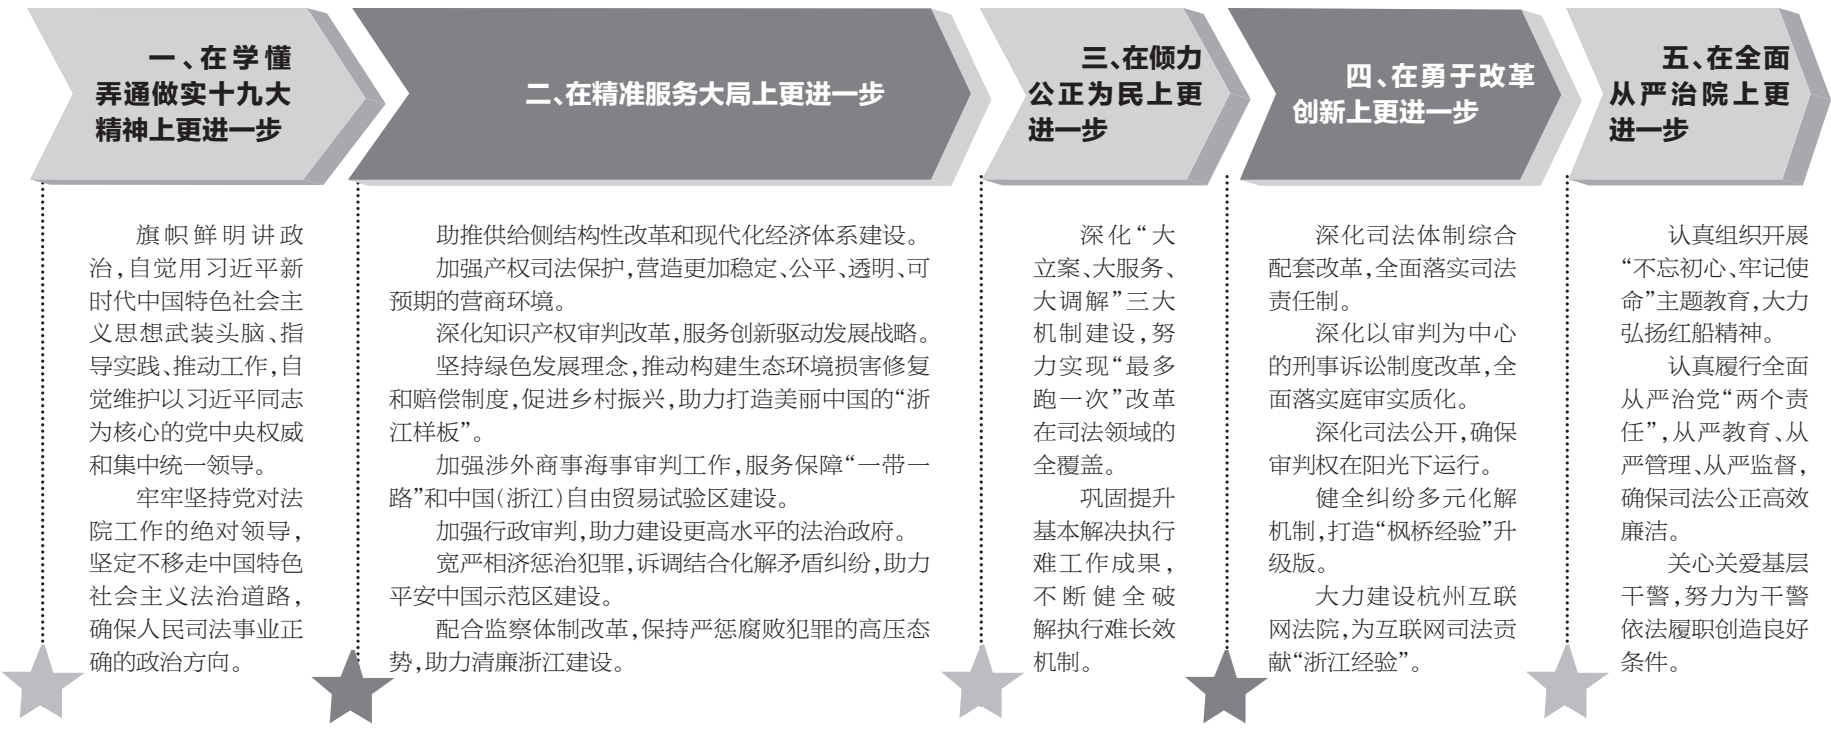 一、在学懂
弄通做实十九大
精神上更进一步
旗帜鲜明讲政
治,自觉用习近平新
时代中国特色社会主
义思想武装头脑、指
导实践、推动工作,自
觉维护以习近平同志
为核心的党中央权威
和集中统一领导。
牢牢坚持党对法
院工作的绝对领导,
坚定不移走中国特色
社会主义法治道路,
确保人民司法事业正
确的政治方向。
二、在精准服务大局上更进一步
助推供给侧结构性改革和现代化经济体系建设。
加强产权司法保护,营造更加稳定、公平、透明、可
预期的营商环境。
深化知识产权审判改革,服务创新驱动发展战略。
坚持绿色发展理念,推动构建生态环境损害修复
和赔偿制度,促进乡村振兴,助力打造美丽中国的“浙
江样板”。
加强涉外商事海事审判工作,服务保障“一带一
路”和中国(浙江)自由贸易试验区建设。
加强行政审判,助力建设更高水平的法治政府。
宽严相济惩治犯罪,诉调结合化解矛盾纠纷,助力
平安中国示范区建设。
配合监察体制改革,保持严惩腐败犯罪的高压态
势,助力清廉浙江建设。
三、在倾力
公正为民上更
进一步
深化“大
立案、大服务、
大调解”三大
机制建设,努
力实现“最多
跑一次”改革
在司法领域的
全覆盖。
巩固提升
基本解决执行
难工作成果,
不断健全破
解执行难长效
机制。
四、在勇于改革
创新上更进一步
深化司法体制综合
配套改革,全面落实司法
责任制。
深化以审判为中心
的刑事诉讼制度改革,全
面落实庭审实质化。
深化司法公开,确保
审判权在阳光下运行。
健全纠纷多元化解
机制,打造“枫桥经验”升
级版。
大力建设杭州互联
网法院,为互联网司法贡
献“浙江经验”。
五、在全面
从严治院上更
进一步
认真组织开展
“不忘初心、牢记使
命”主题教育,大力
弘扬红船精神。
认真履行全面
从严治党“两个责
任”,从严教育、从
严管理、从严监督,
确保司法公正高效
廉洁。
关心关爱基层
干警,努力为干警
依法履职创造良好
条件。